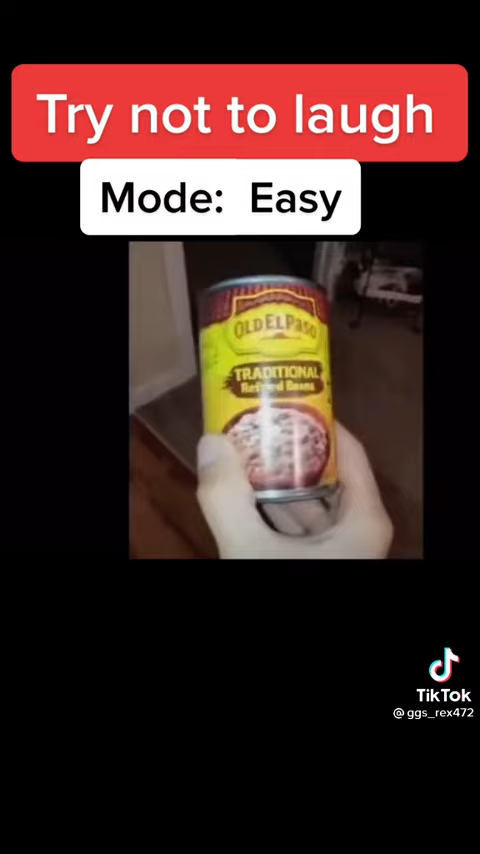 Try not to laugh
Mode: Easy
OLD EL PASO
TRADITIONAL
Refried Beans
TikTok
@ggs_rex472